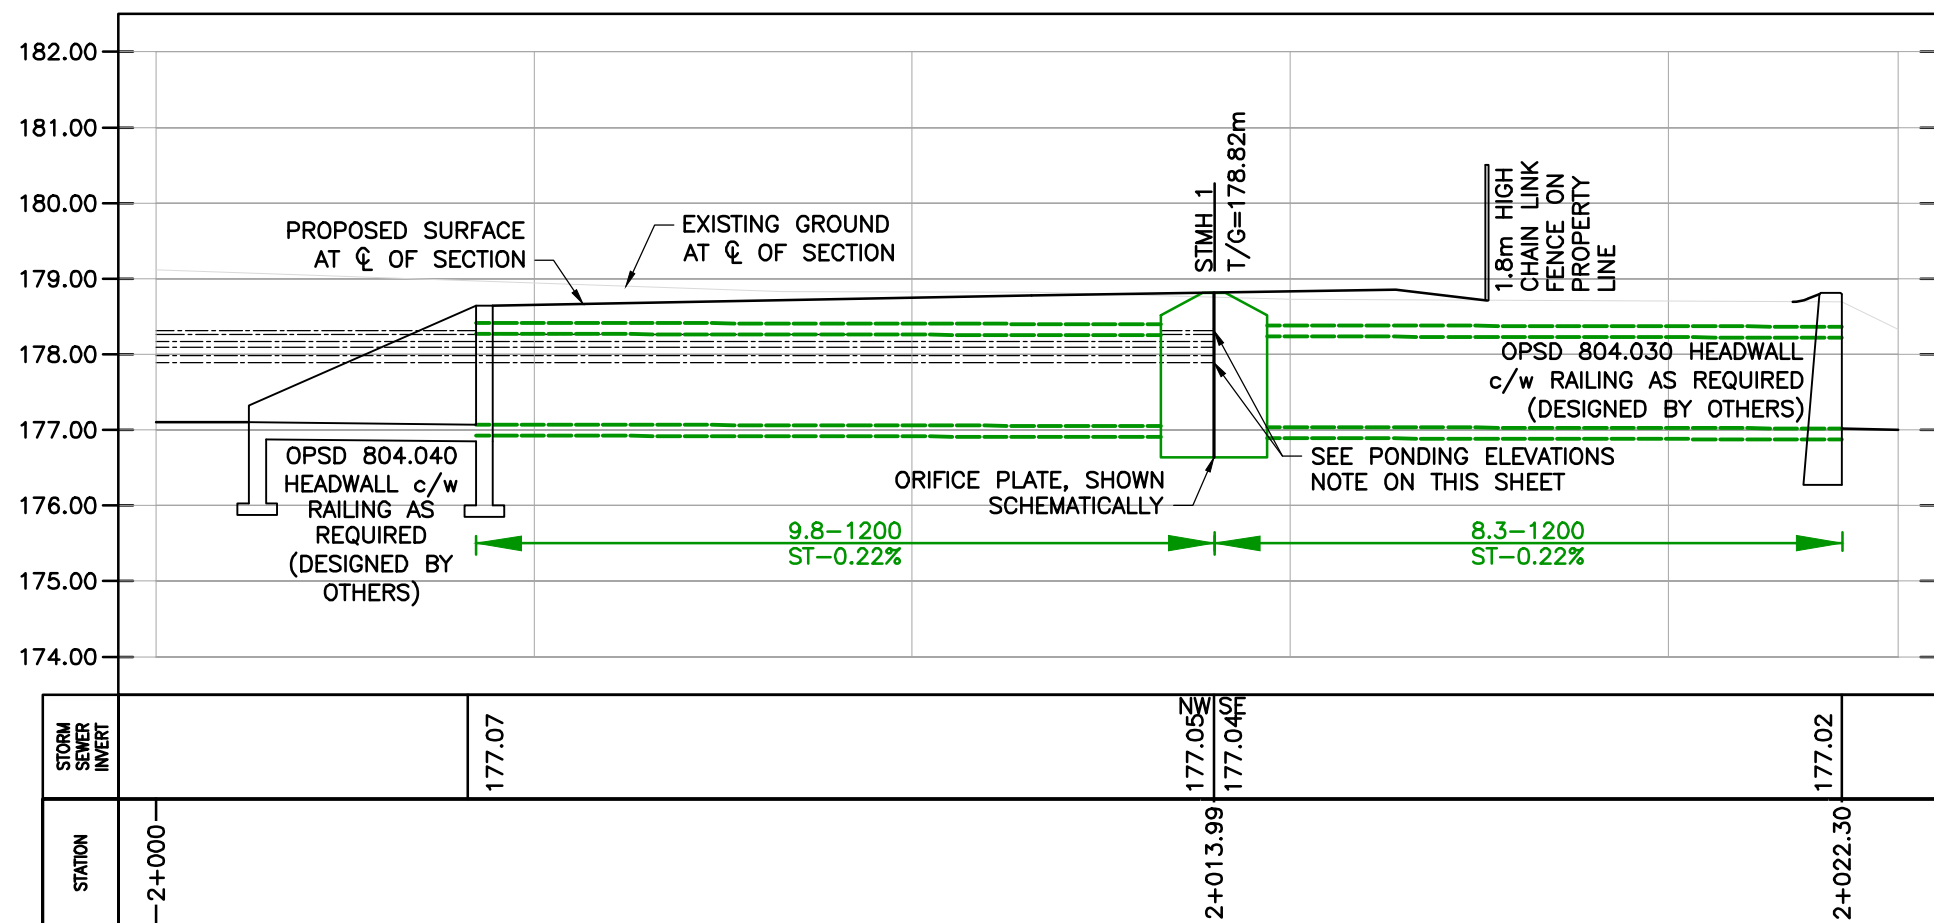 182.00
181.00
180.00
179.00
178.00
177.00
176.00
175.00
174.00
PROPOSED SURFACE
AT ℄ OF SECTION
EXISTING GROUND
AT ℄ OF SECTION
STMH 1
T/G=178.82m
1.8m HIGH
CHAIN LINK
FENCE ON
PROPERTY
LINE
OPSD 804.030 HEADWALL
c/w RAILING AS REQUIRED
(DESIGNED BY OTHERS)
OPSD 804.040
HEADWALL c/w
RAILING AS
REQUIRED
(DESIGNED BY
OTHERS)
ORIFICE PLATE, SHOWN
SCHEMATICALLY
SEE PONDING ELEVATIONS
NOTE ON THIS SHEET
9.8-1200
ST-0.22%
8.3-1200
ST-0.22%
STORM
SEWER
INVERT
177.07
NW SE
177.05
177.04
177.02
STATION
2+000
2+013.99
2+022.30